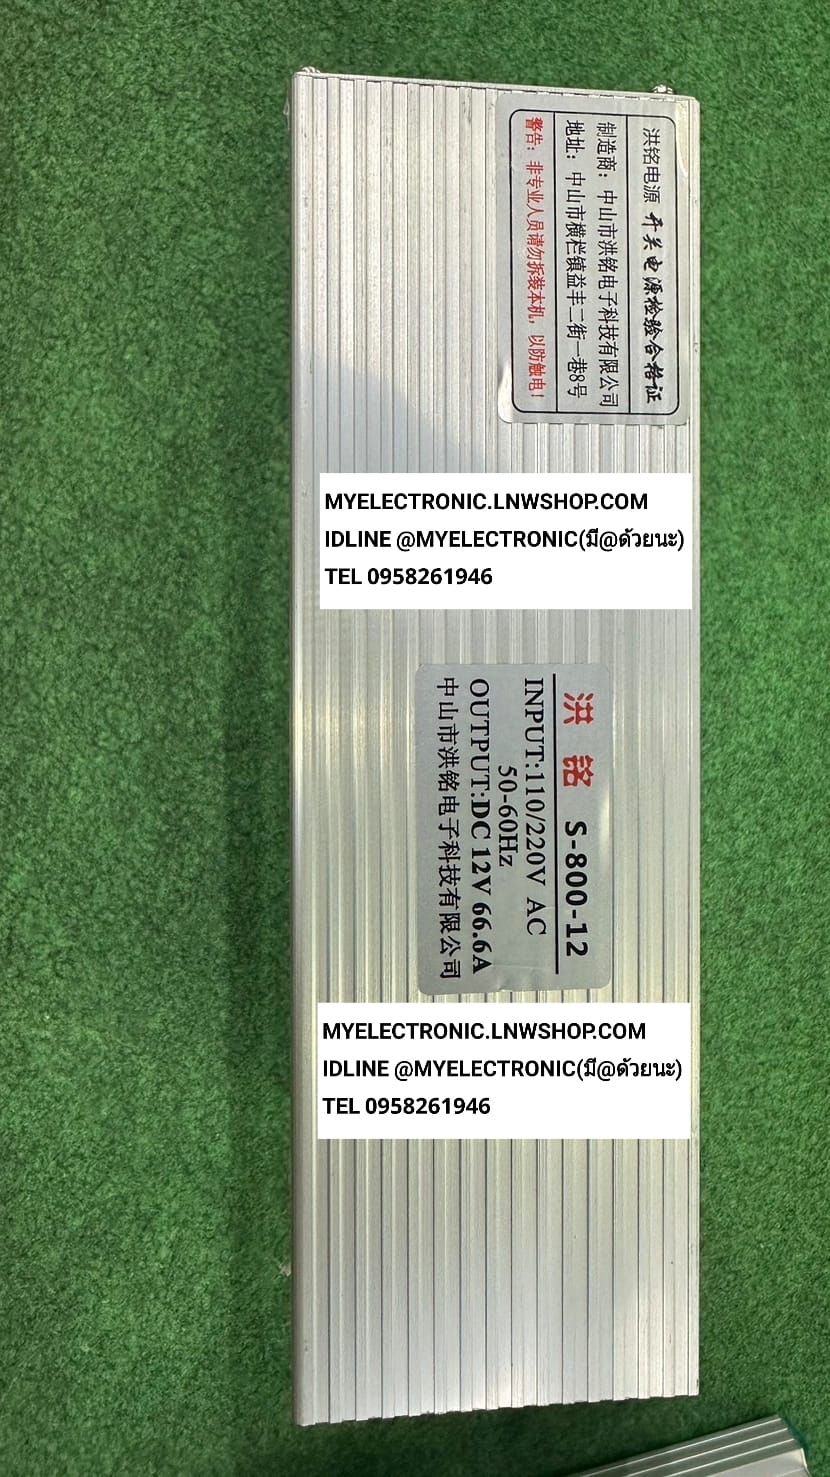 洪铭电源 开关电源检验合格证
制造商：中山市洪铭电子科技有限公司
地址：中山市横栏镇益丰二街一巷8号
警告：非专业人员请勿拆装本机，以防触电！
MYELECTRONIC.LNWSHOP.COM
IDLINE @MYELECTRONIC(มี@ด้วยนะ)
TEL 0958261946
洪铭 S-800-12
INPUT:110/220V AC
50-60Hz
OUTPUT:DC 12V 66.6A
中山市洪铭电子科技有限公司
MYELECTRONIC.LNWSHOP.COM
IDLINE @MYELECTRONIC(มี@ด้วยนะ)
TEL 0958261946